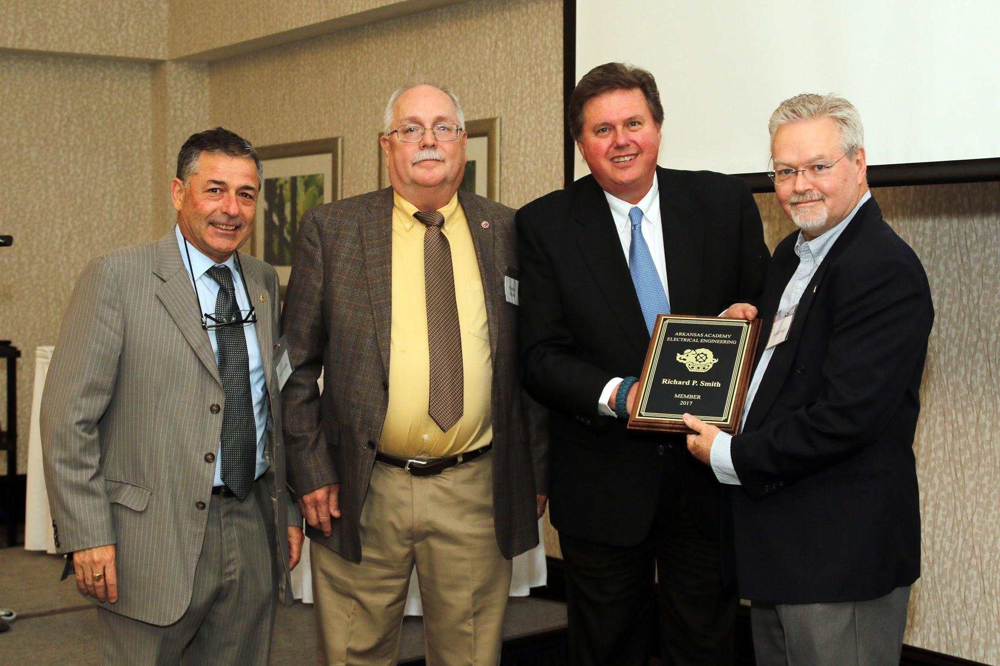 ARKANSAS ACADEMY
ELECTRICAL ENGINEERING
Richard P. Smith
MEMBER
2017